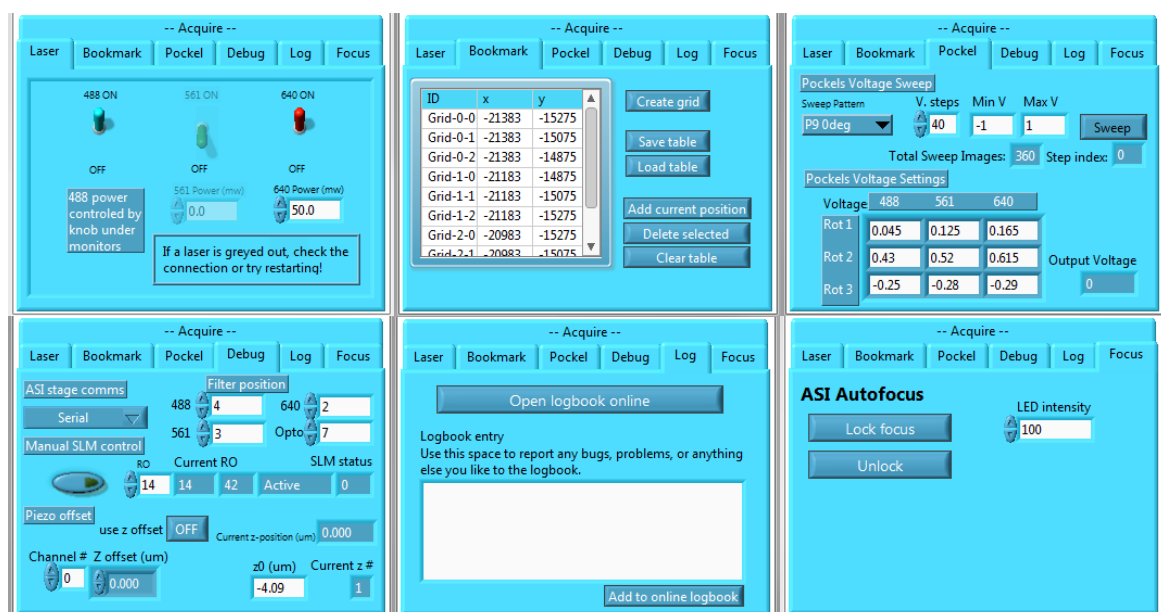 -- Acquire --
Laser Bookmark Pockel Debug Log Focus
488 ON 561 ON 640 ON
OFF OFF OFF
488 power
controled by
knob under
monitors
561 Power (mw) 640 Power (mw)
0.0 50.0
If a laser is greyed out, check the
connection or try restarting!
-- Acquire --
Laser Bookmark Pockel Debug Log Focus
ID x y
Grid-0-0 -21383 -15275
Grid-0-1 -21383 -15075
Grid-0-2 -21383 -14875
Grid-1-0 -21183 -14875
Grid-1-1 -21183 -15075
Grid-1-2 -21183 -15275
Grid-2-0 -20983 -15275
Grid-2-1 -20983 -15075
Create grid
Save table
Load table
Add current position
Delete selected
Clear table
-- Acquire --
Laser Bookmark Pockel Debug Log Focus
Pockels Voltage Sweep
Sweep Pattern V. steps Min V Max V
P9 0deg 40 -1 1 Sweep
Total Sweep Images: 360 Step index: 0
Pockels Voltage Settings
Voltage 488 561 640
Rot 1 0.045 0.125 0.165
Rot 2 0.43 0.52 0.615
Rot 3 -0.25 -0.28 -0.29
Output Voltage
0
-- Acquire --
Laser Bookmark Pockel Debug Log Focus
ASI stage comms Filter position
Serial 488 4 640 2
561 3 Opto 7
Manual SLM control
RO Current RO SLM status
14 14 42 Active 0
Piezo offset
use z offset OFF Current z-position (um) 0.000
Channel # Z offset (um) z0 (um) Current z #
0 0.000 -4.09 1
-- Acquire --
Laser Bookmark Pockel Debug Log Focus
Open logbook online
Logbook entry
Use this space to report any bugs, problems, or anything
else you like to the logbook.
Add to online logbook
-- Acquire --
Laser Bookmark Pockel Debug Log Focus
ASI Autofocus
Lock focus
Unlock
LED intensity
100